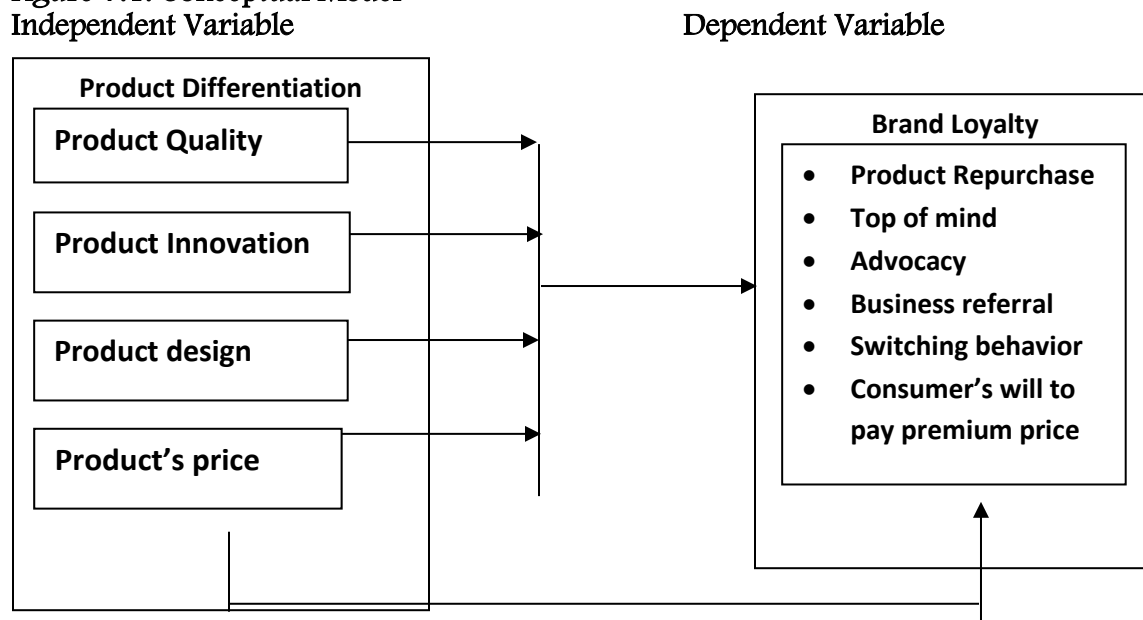 Independent Variable
Dependent Variable
Product Differentiation
Product Quality
Product Innovation
Product design
Product's price
Brand Loyalty
• Product Repurchase
• Top of mind
• Advocacy
• Business referral
• Switching behavior
• Consumer's will to
pay premium price